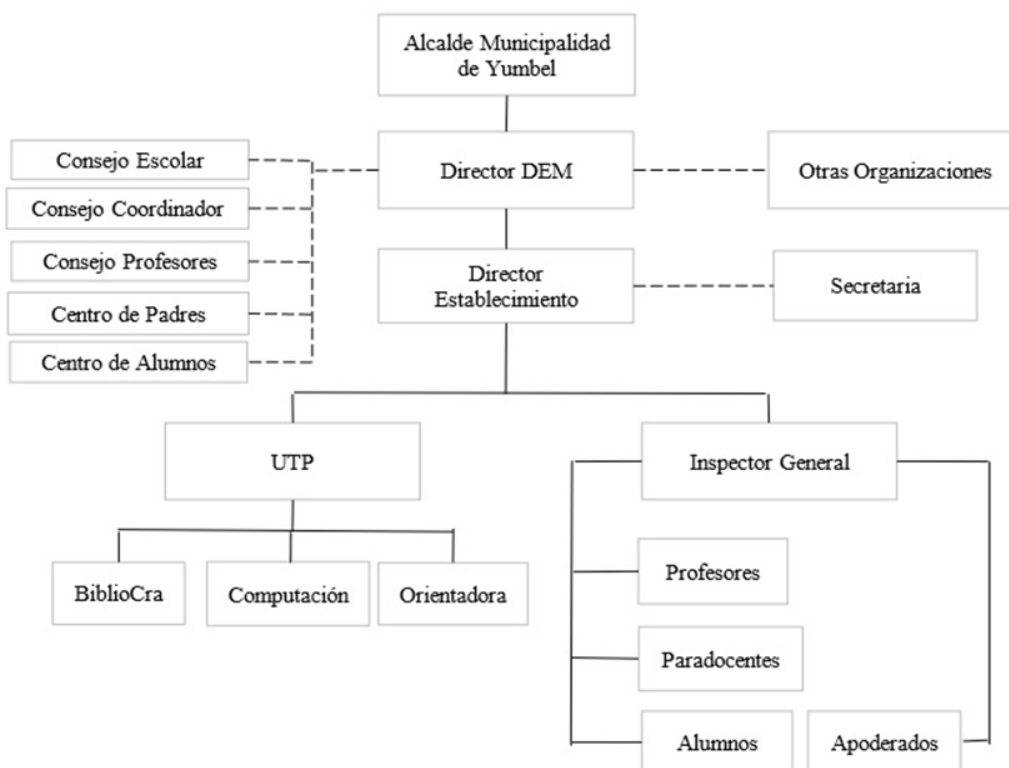 Alcalde Municipalidad
de Yumbel
Consejo Escolar
Director DEM
Otras Organizaciones
Consejo Coordinador
Consejo Profesores
Director
Establecimiento
Secretaria
Centro de Padres
Centro de Alumnos
UTP
Inspector General
BiblioCra
Computación
Orientadora
Profesores
Paradocentes
Alumnos
Apoderados